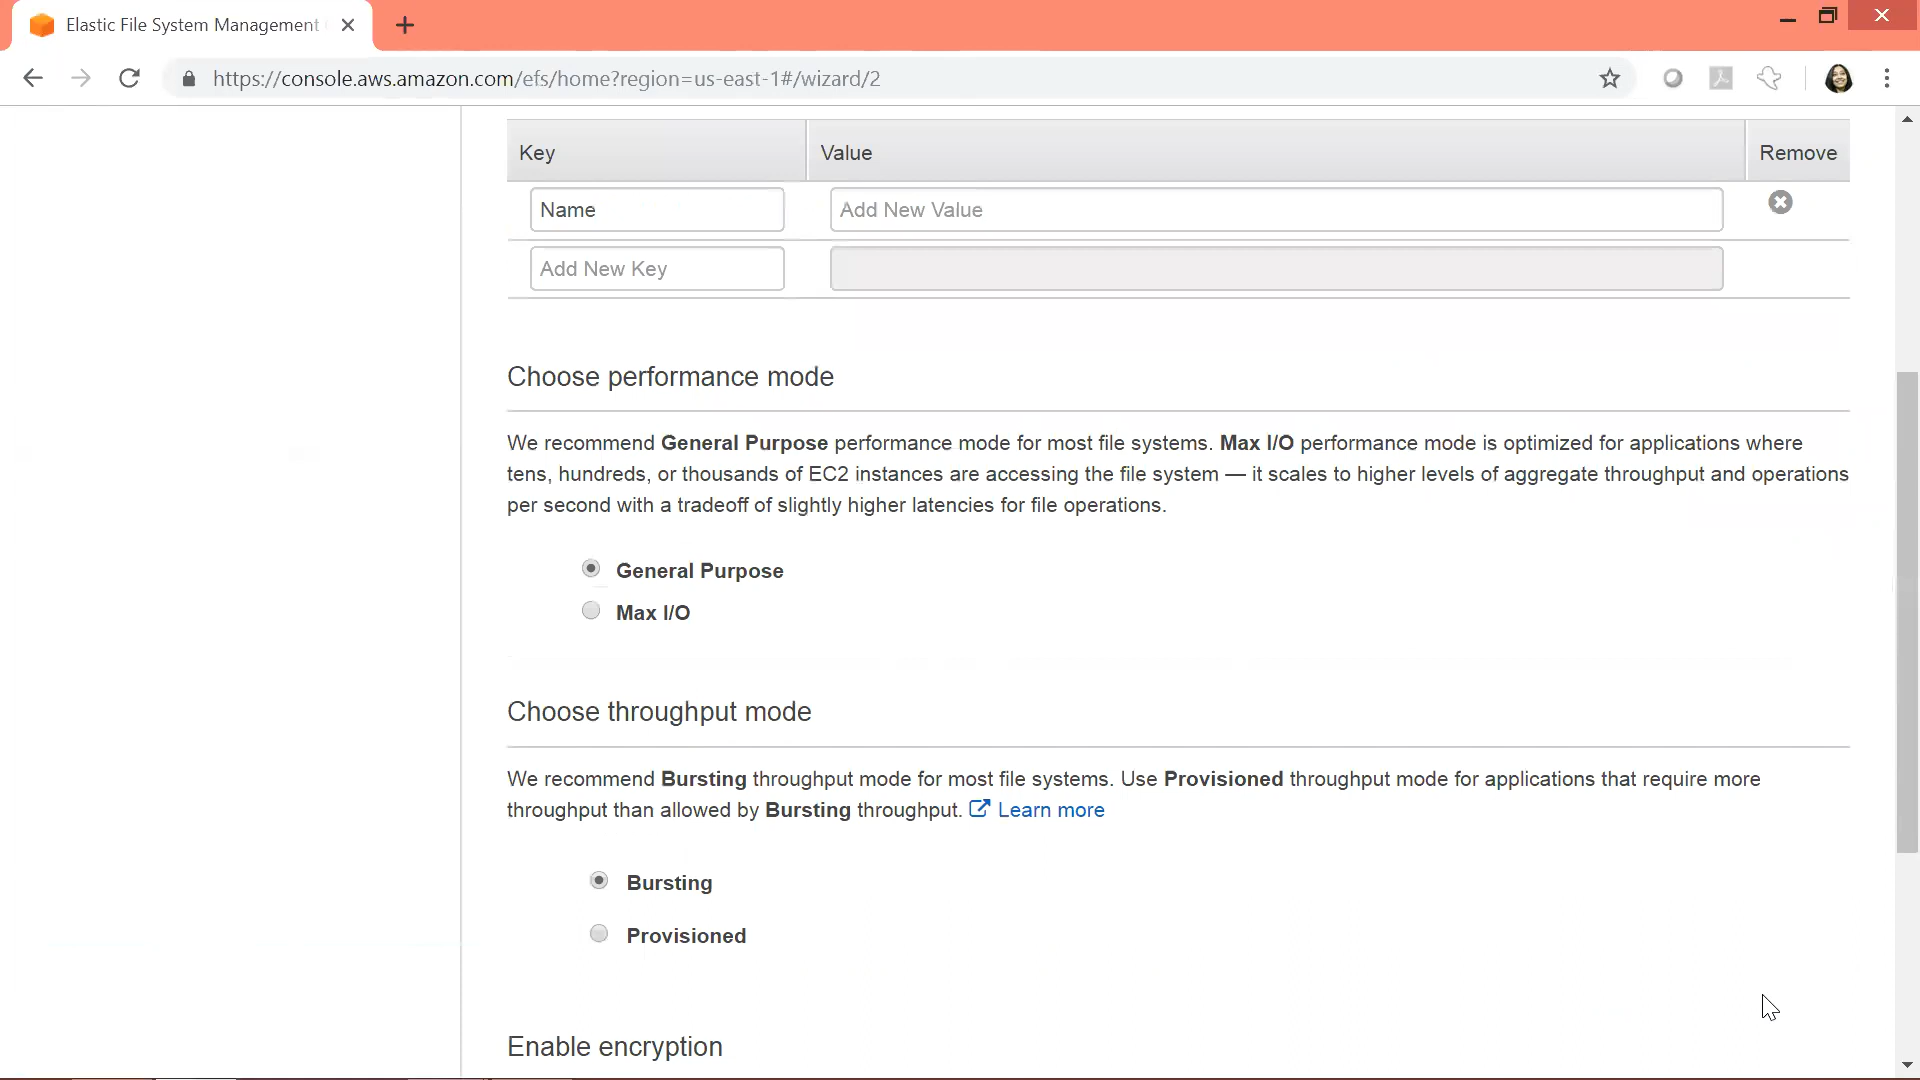 Elastic File System Management
https://console.aws.amazon.com/efs/home?region=us-east-1#/wizard/2
Key Value Remove
Name Add New Value
Add New Key
Choose performance mode
We recommend General Purpose performance mode for most file systems. Max I/O performance mode is optimized for applications where
tens, hundreds, or thousands of EC2 instances are accessing the file system — it scales to higher levels of aggregate throughput and operations
per second with a tradeoff of slightly higher latencies for file operations.
General Purpose
Max I/O
Choose throughput mode
We recommend Bursting throughput mode for most file systems. Use Provisioned throughput mode for applications that require more
throughput than allowed by Bursting throughput. Learn more
Bursting
Provisioned
Enable encryption